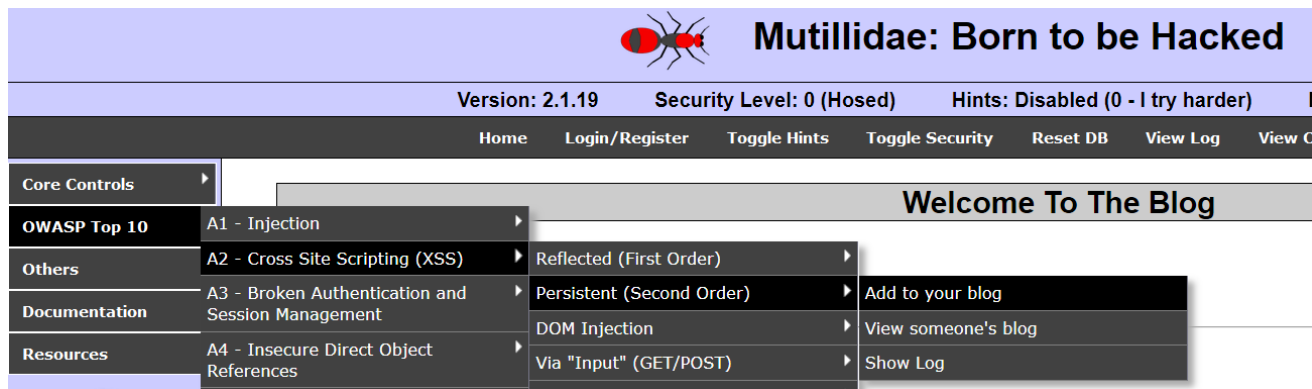 Mutillidae: Born to be Hacked
Version: 2.1.19 Security Level: 0 (Hosed) Hints: Disabled (0 - I try harder)
Home Login/Register Toggle Hints Toggle Security Reset DB View Log View
Core Controls
OWASP Top 10
Others
Documentation
Resources
A1 - Injection
A2 - Cross Site Scripting (XSS)
A3 - Broken Authentication and
Session Management
A4 - Insecure Direct Object
References
Reflected (First Order)
Persistent (Second Order)
DOM Injection
Via "Input" (GET/POST)
Add to your blog
View someone's blog
Show Log
Welcome To The Blog